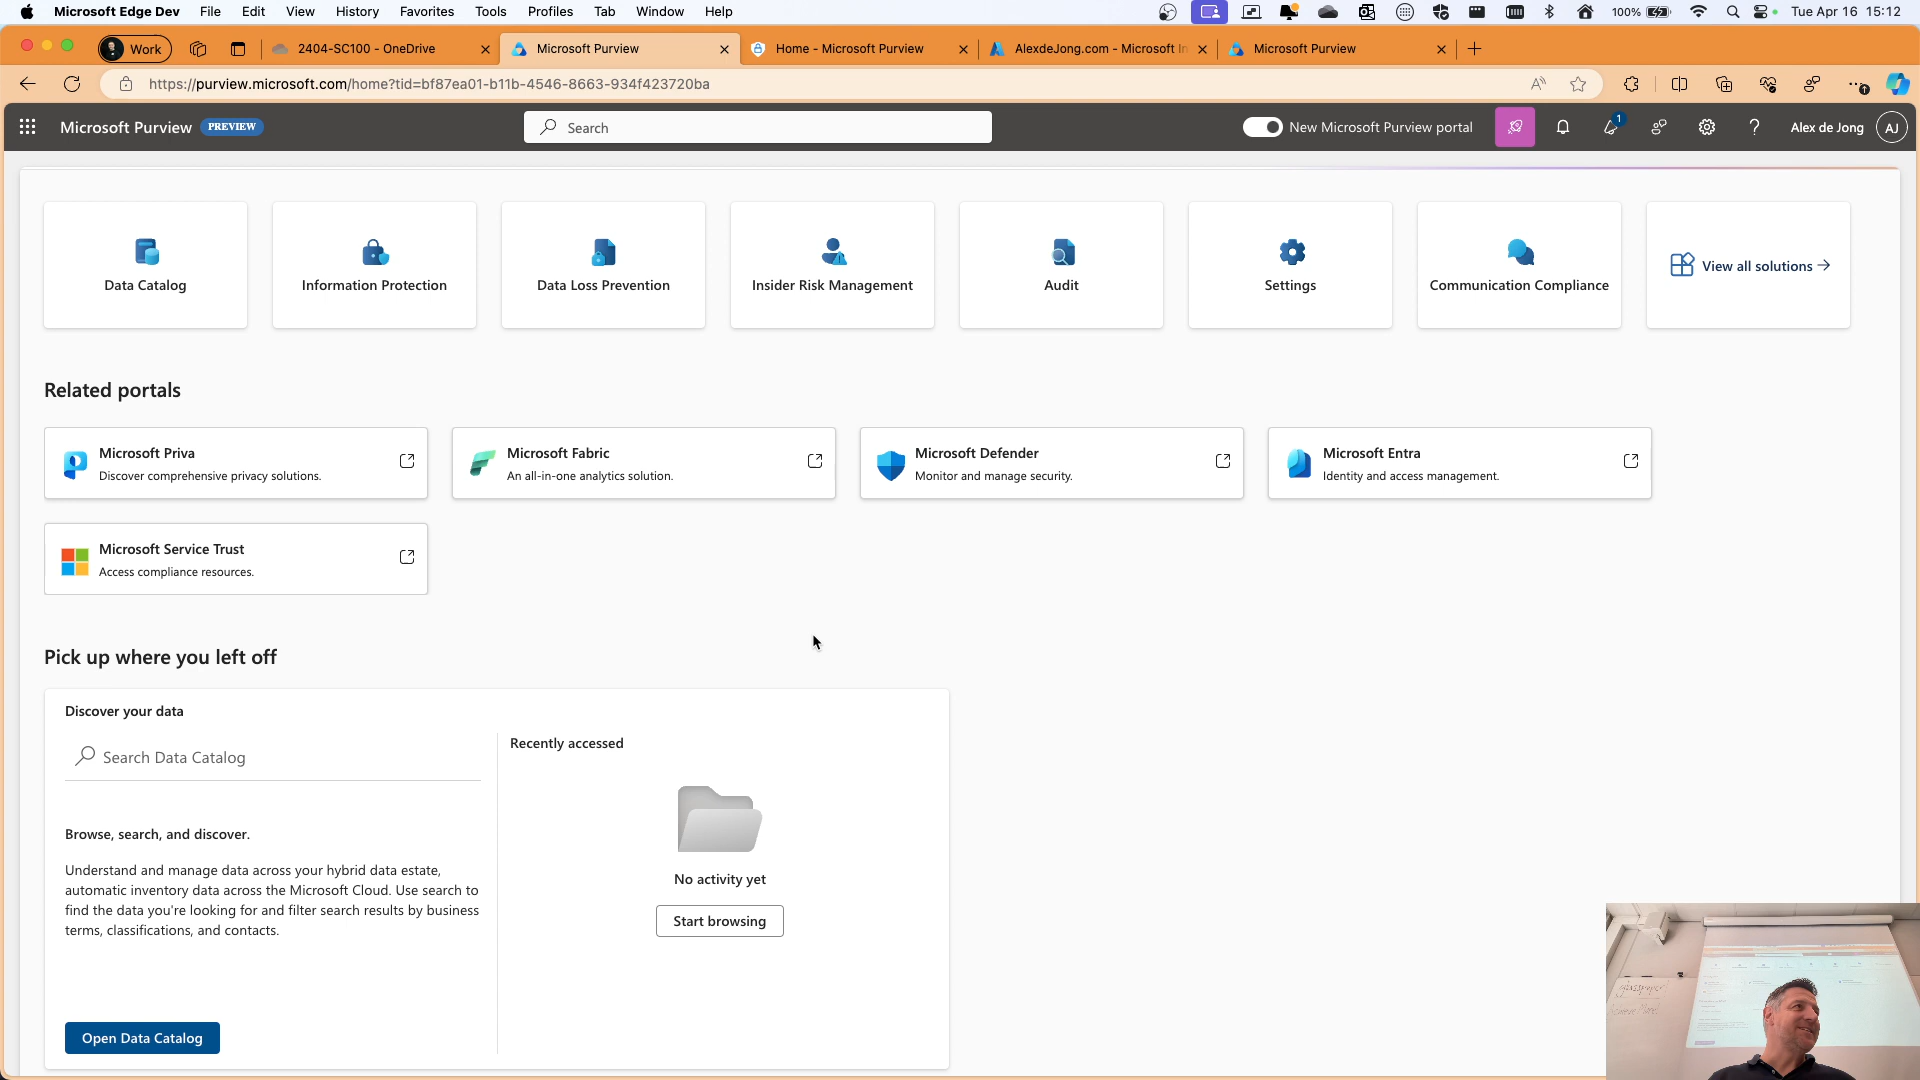 Microsoft Edge Dev File Edit View History Favorites Tools Profiles Tab Window Help 100% Tue Apr 16 15:12
Work 2404-SC100 - OneDrive Microsoft Purview Home - Microsoft Purview AlexdeJong.com - Microsoft In Microsoft Purview
https://purview.microsoft.com/home?tid=bf87ea01-b11b-4546-8663-934f423720ba
Microsoft Purview PREVIEW Search New Microsoft Purview portal 1 Alex de Jong AJ
Data Catalog
Information Protection
Data Loss Prevention
Insider Risk Management
Audit
Settings
Communication Compliance
View all solutions
Related portals
Microsoft Priva
Discover comprehensive privacy solutions.
Microsoft Fabric
An all-in-one analytics solution.
Microsoft Defender
Monitor and manage security.
Microsoft Entra
Identity and access management.
Microsoft Service Trust
Access compliance resources.
Pick up where you left off
Discover your data
Search Data Catalog
Browse, search, and discover.
Understand and manage data across your hybrid data estate,
automatic inventory data across the Microsoft Cloud. Use search to
find the data you're looking for and filter search results by business
terms, classifications, and contacts.
Open Data Catalog
Recently accessed
No activity yet
Start browsing